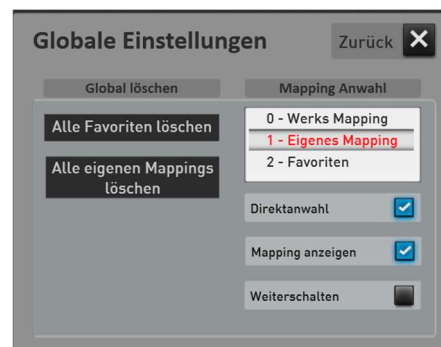 Globale Einstellungen
Zurück
Global löschen
Mapping Anwahl
Alle Favoriten löschen
Alle eigenen Mappings
löschen
0 - Werks Mapping
1 - Eigenes Mapping
2 - Favoriten
Direktanwahl
Mapping anzeigen
Weiterschalten